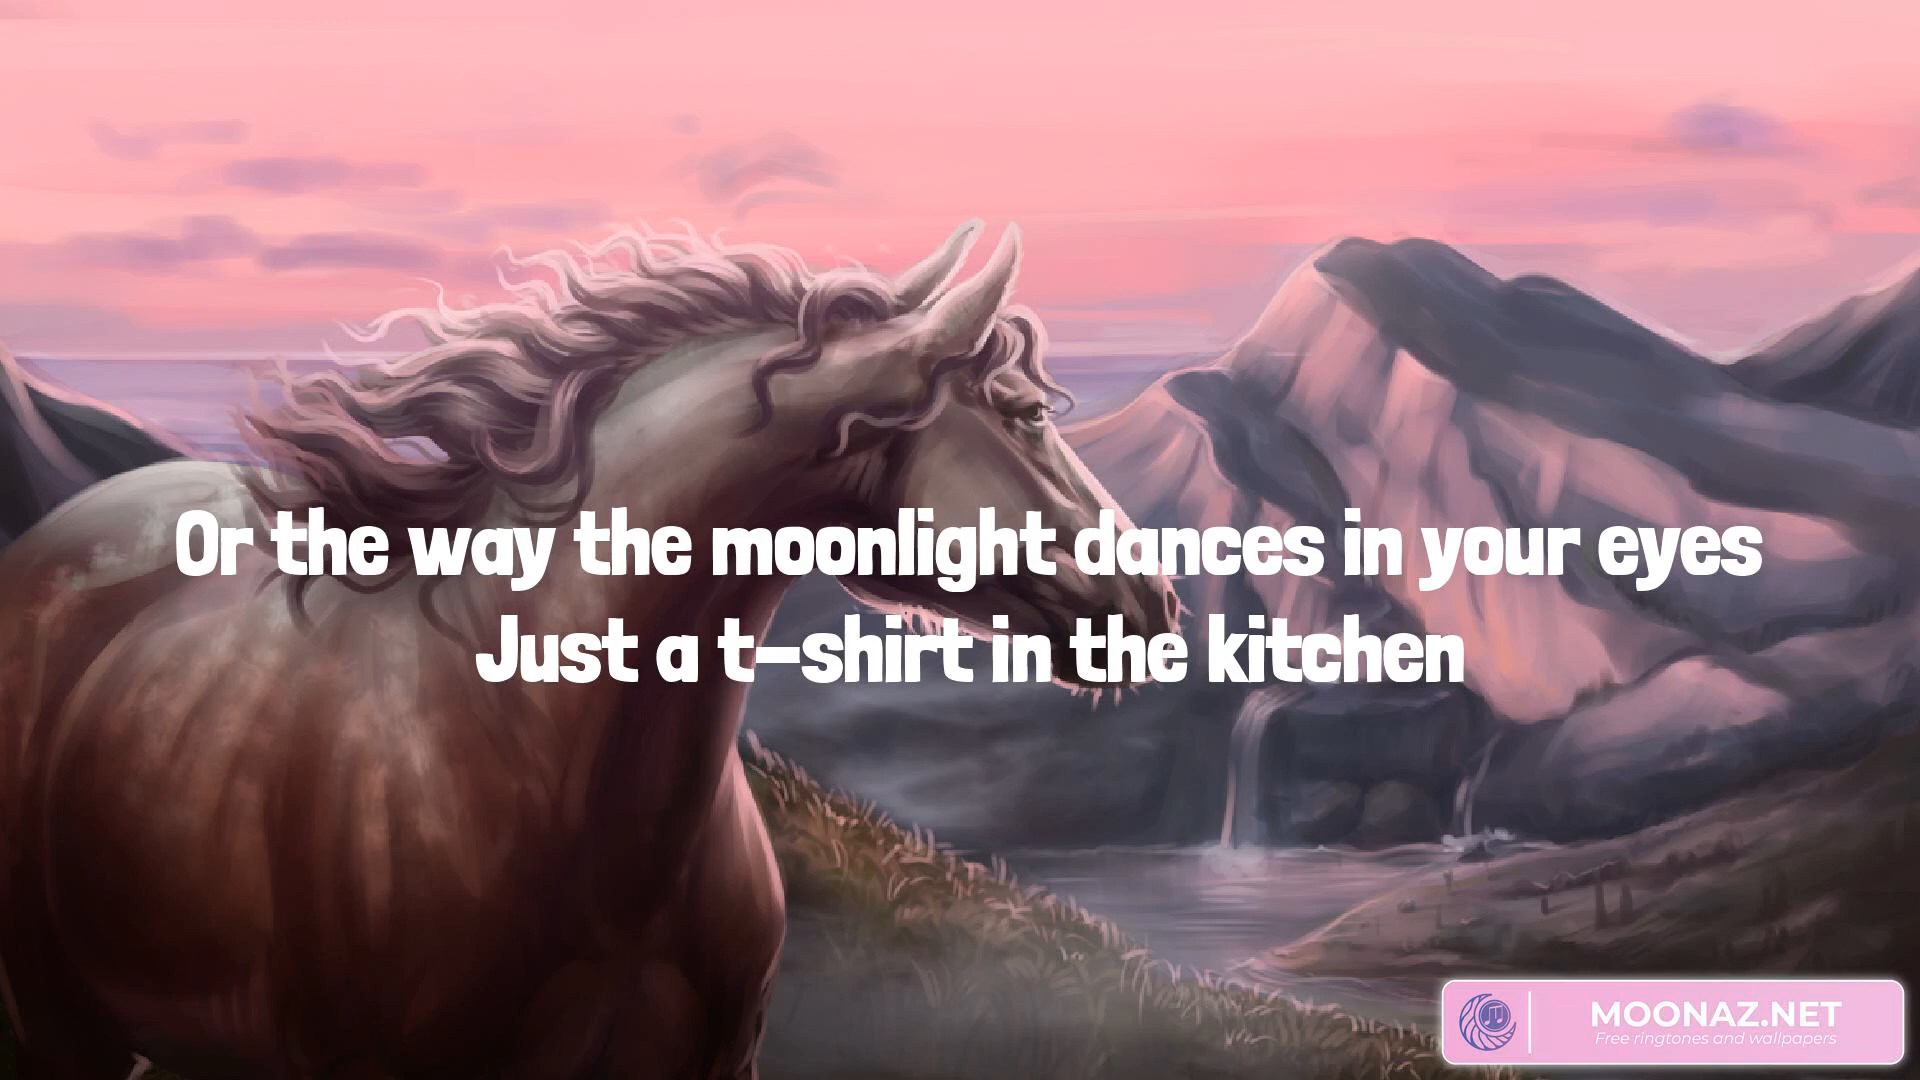 Or the way the moonlight dances in your eyes
Just a t-shirt in the kitchen
MOONAZ.NET
Free ringtones and wallpapers